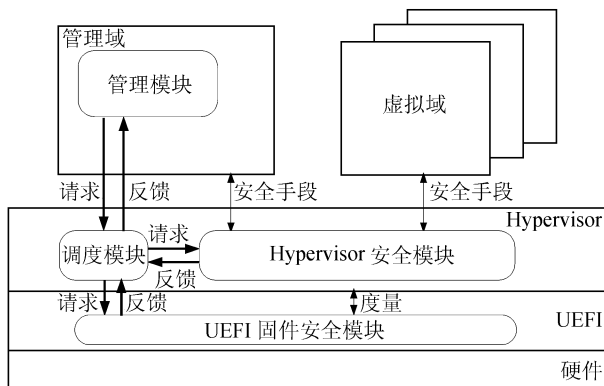 管理域
管理模块
虚拟域
请求
反馈
安全手段
安全手段
Hypervisor
调度模块
请求
反馈
Hypervisor 安全模块
请求
反馈
度量
UEFI 固件安全模块
UEFI
硬件